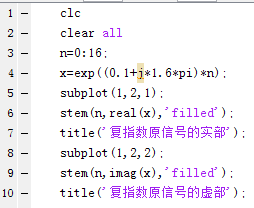 1 clc
2 clear all
3 n=0:16;
4 x=exp((0.1+j*1.6*pi)*n);
5 subplot(1,2,1);
6 stem(n,real(x),'filled');
7 title('复指数原信号的实部');
8 subplot(1,2,2);
9 stem(n,imag(x),'filled');
10 title('复指数原信号的虚部');